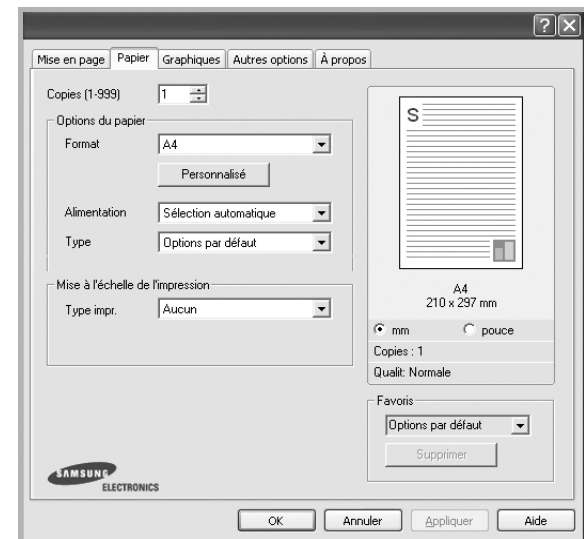 Mise en page Papier Graphiques Autres options À propos
Copies (1-999) 1
Options du papier
Format A4
Personnalisé
Alimentation Sélection automatique
Type Options par défaut
Mise à l'échelle de l'impression
Type impr. Aucun
S
A4
210 x 297 mm
mm pouce
Copies : 1
Qualit: Normale
Favoris
Options par défaut
Supprimer
SAMSUNG
ELECTRONICS
OK Annuler Appliquer Aide